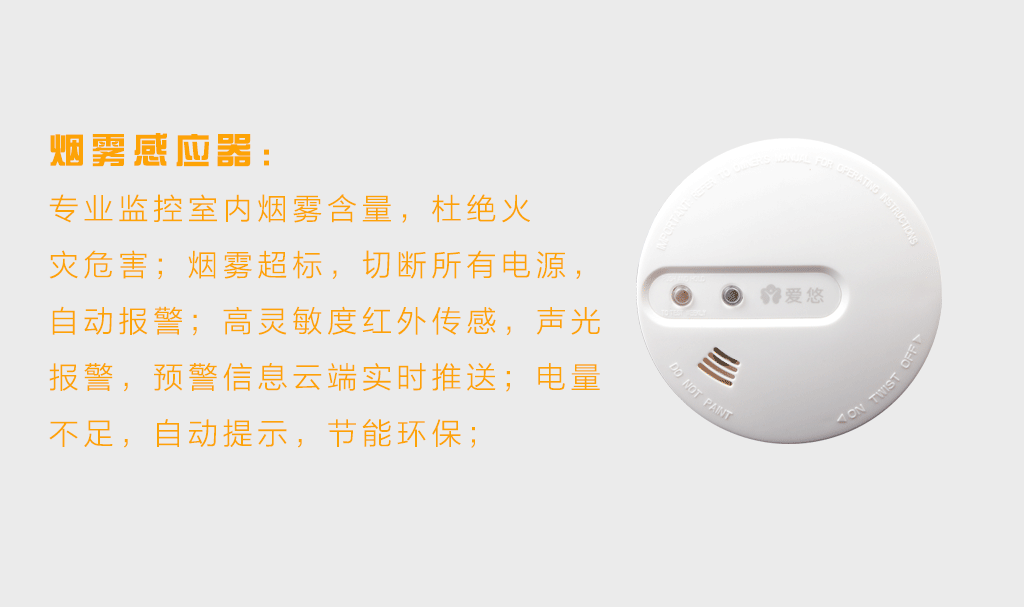 烟雾感应器：
专业监控室内烟雾含量，杜绝火
灾危害；烟雾超标，切断所有电源，
自动报警；高灵敏度红外传感，声光
报警，预警信息云端实时推送；电量
不足，自动提示，节能环保；
爱悠
DO NOT PAINT
ON TWIST OFF